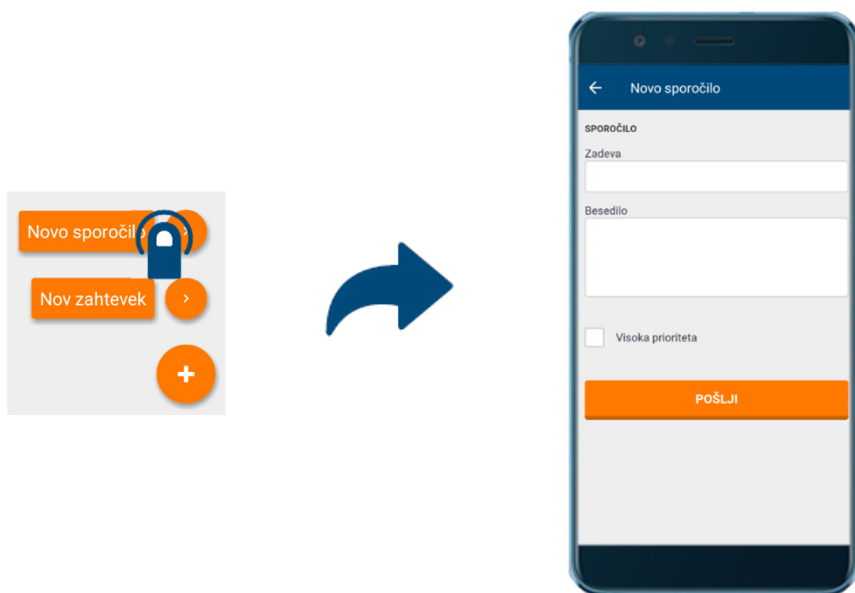 Novo sporočilo
Nov zahtevek
Novo sporočilo
SPOROČILO
Zadeva
Besedilo
Visoka prioriteta
POŠLJI